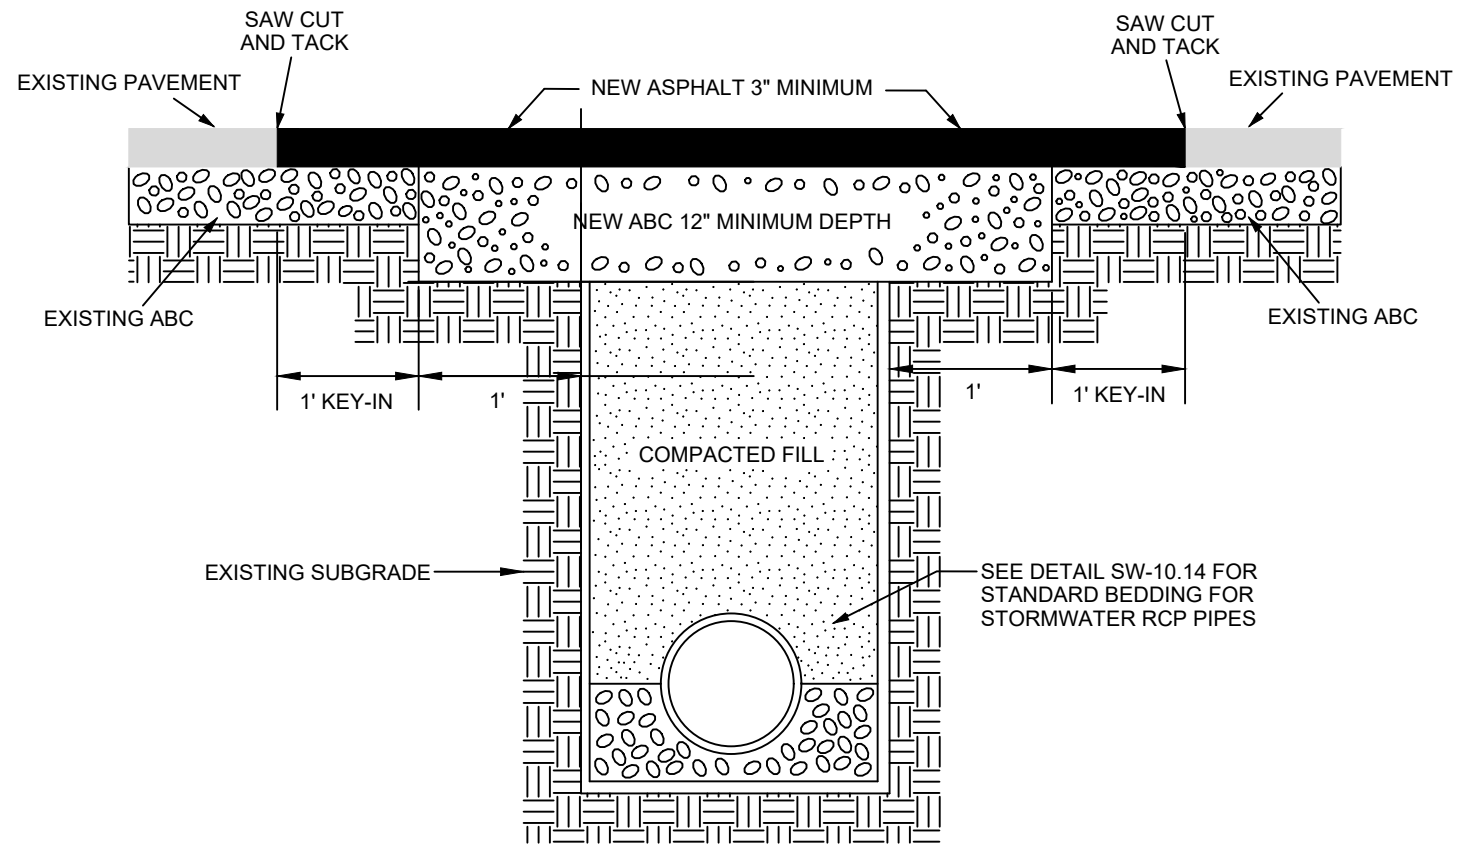 SAW CUT
AND TACK
SAW CUT
AND TACK
EXISTING PAVEMENT
NEW ASPHALT 3" MINIMUM
EXISTING PAVEMENT
NEW ABC 12" MINIMUM DEPTH
EXISTING ABC
EXISTING ABC
1' KEY-IN
1'
1'
1' KEY-IN
COMPACTED FILL
EXISTING SUBGRADE
SEE DETAIL SW-10.14 FOR
STANDARD BEDDING FOR
STORMWATER RCP PIPES